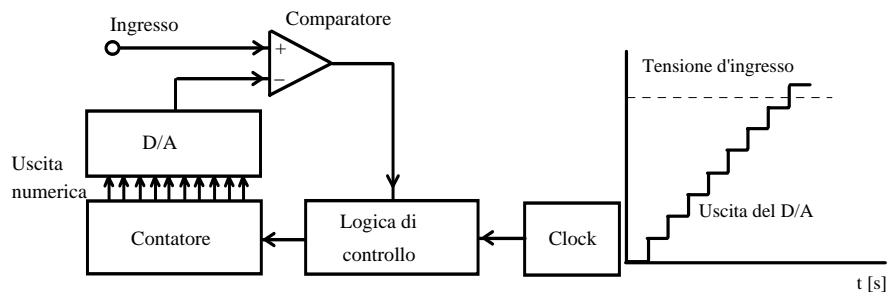 Comparatore
Ingresso
+
−
D/A
Uscita
numerica
Contatore
Logica di
controllo
Clock
Tensione d'ingresso
Uscita del D/A
t [s]